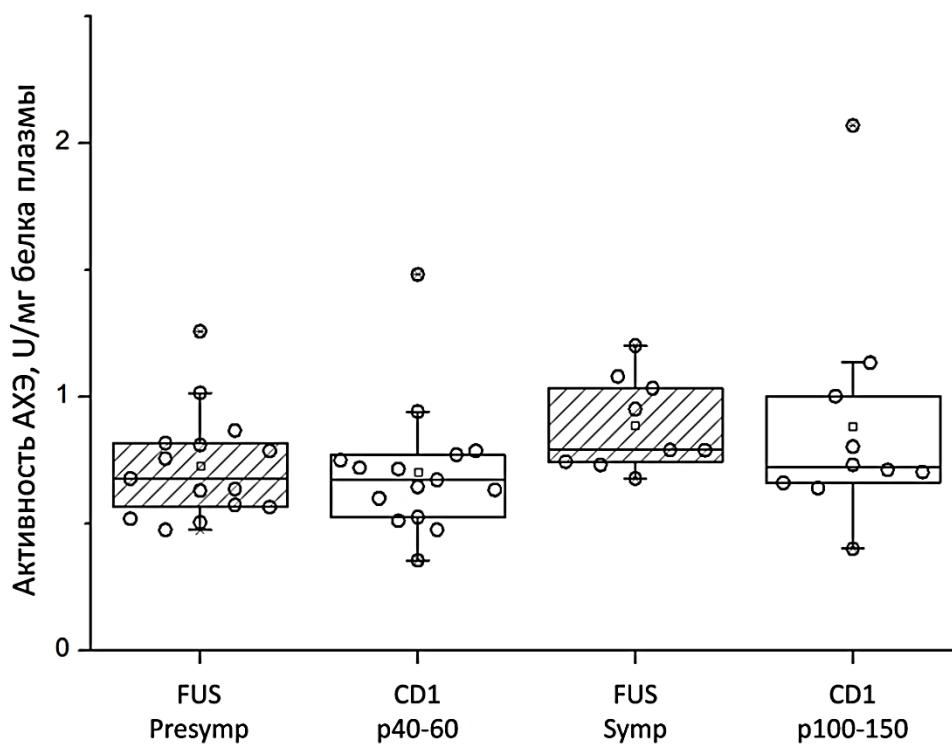 Активность АХЭ, U/мг белка плазмы
2
1
0
FUS
Presymp
CD1
p40-60
FUS
Symp
CD1
p100-150